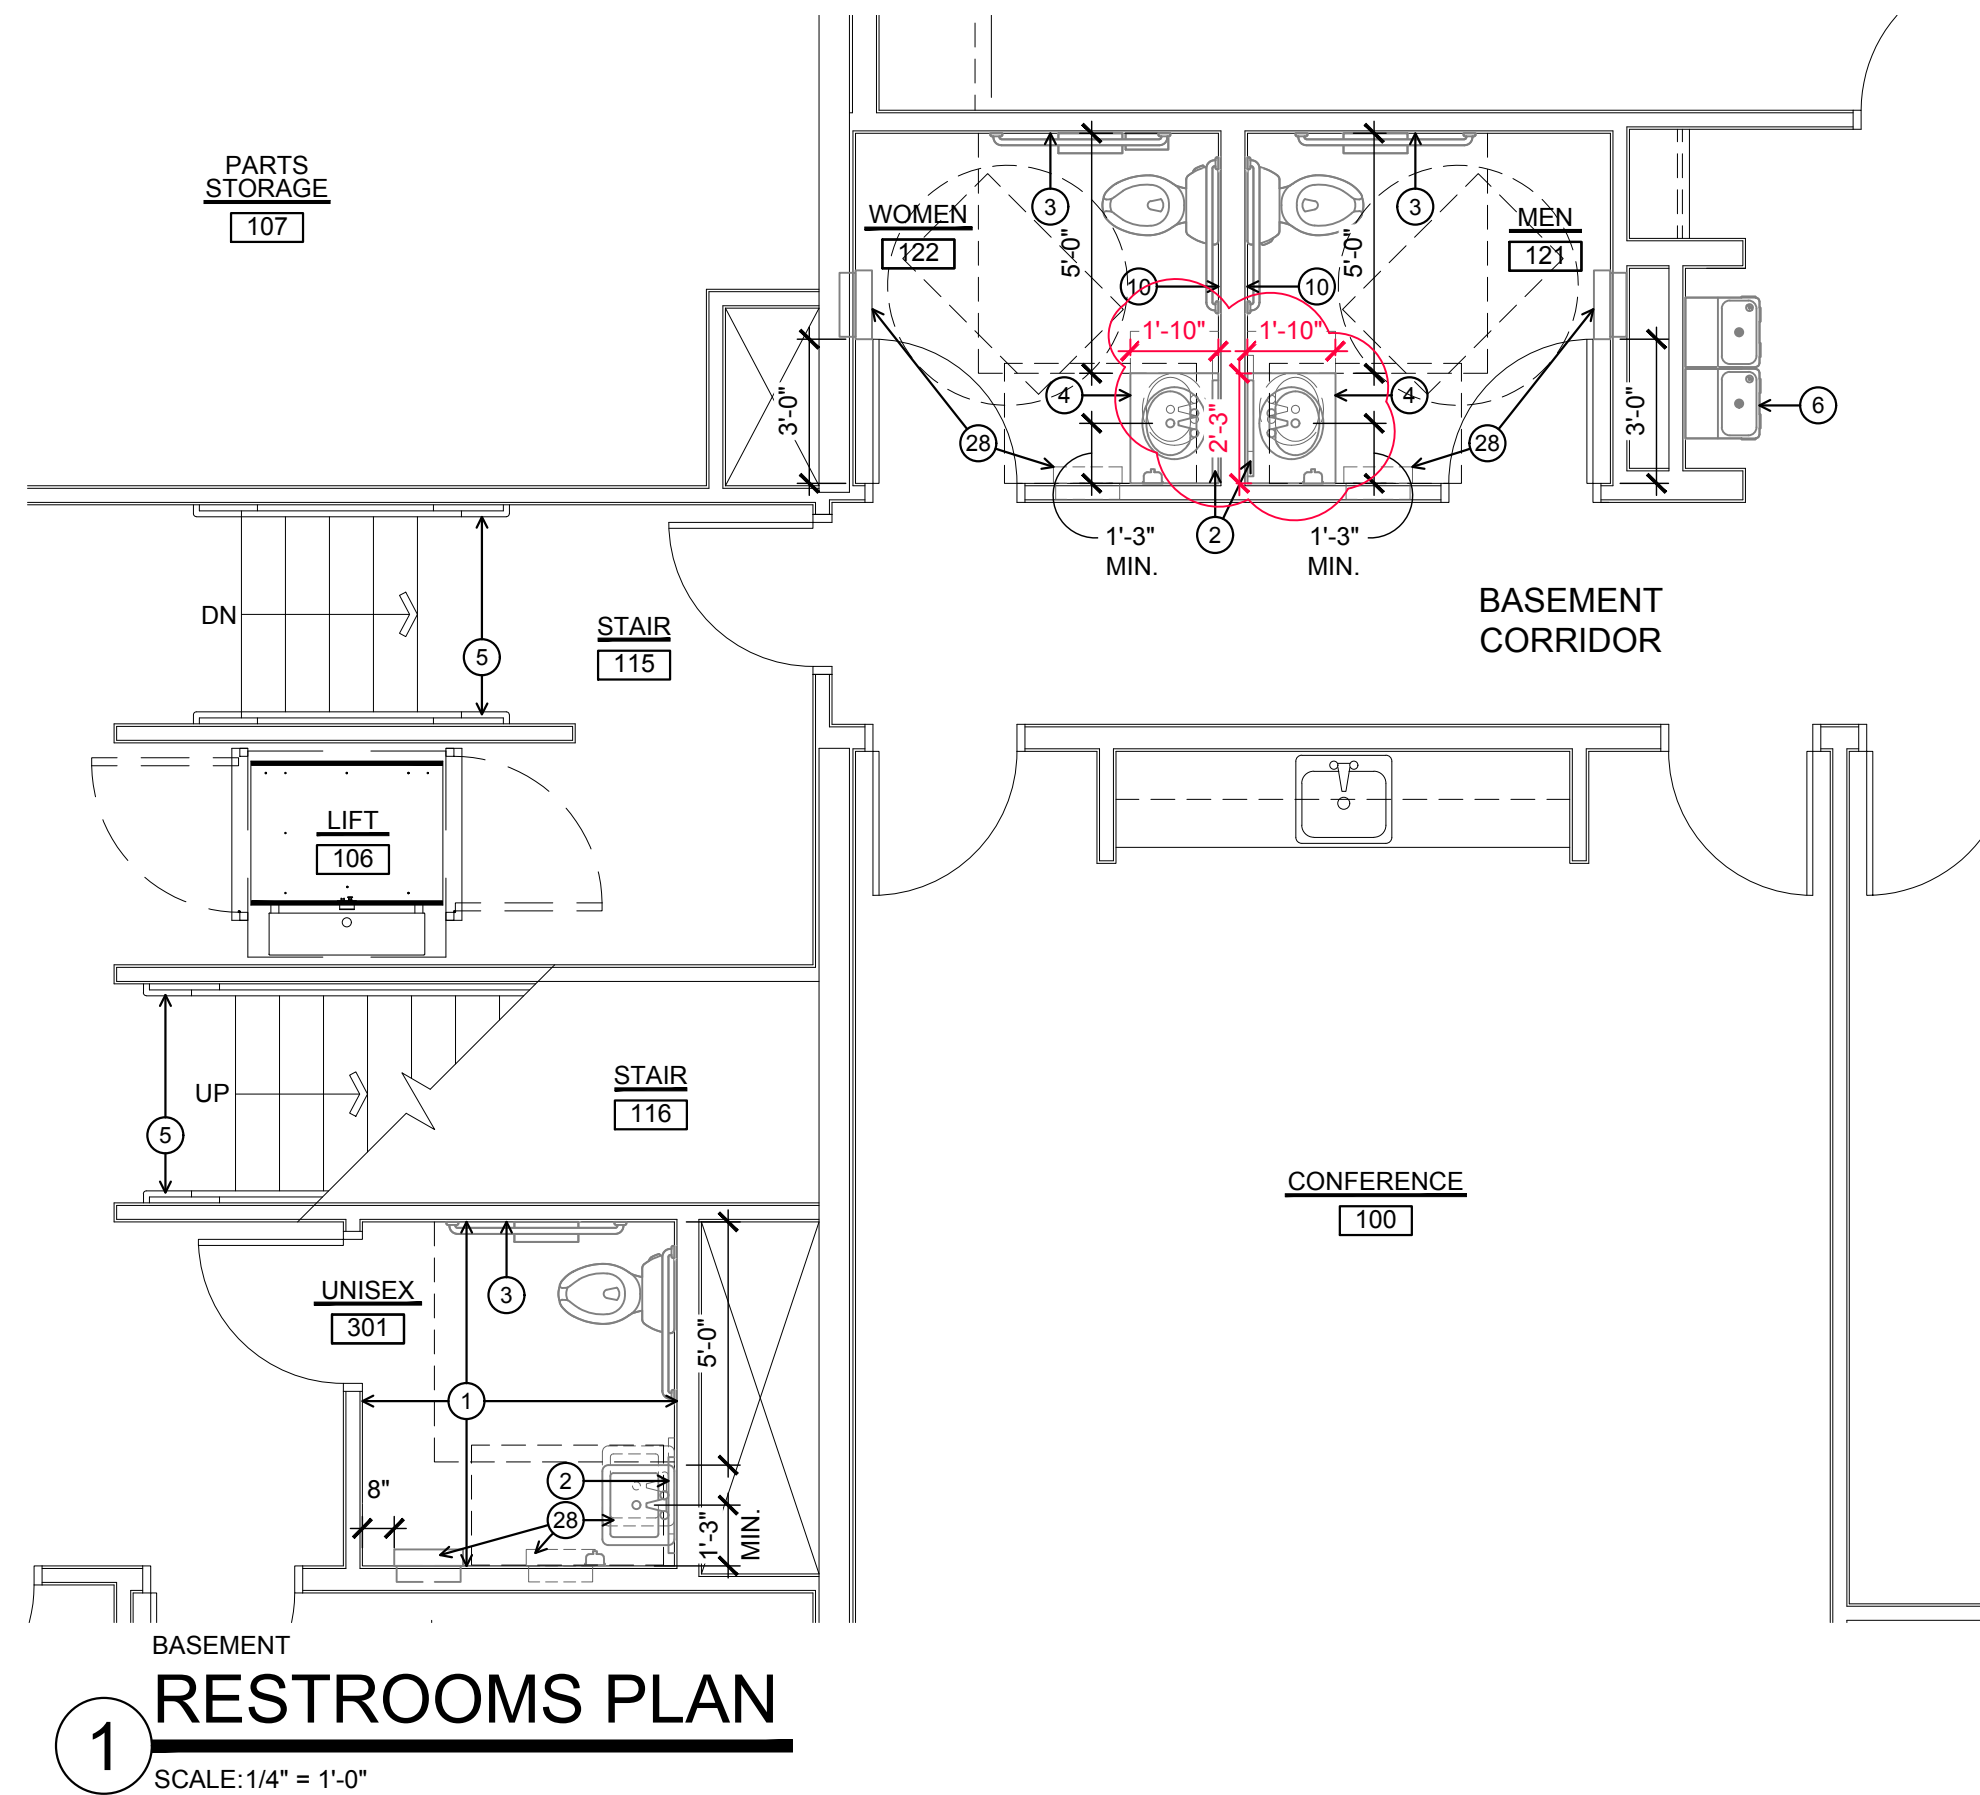 PARTS
STORAGE
107
WOMEN
122
3
5'-0"
10
3
5'-0"
10
MEN
121
1'-10"
1'-10"
3'-0"
4
28
2'-3"
4
28
3'-0"
6
1'-3"
MIN.
2
1'-3"
MIN.
BASEMENT
CORRIDOR
DN
5
STAIR
115
LIFT
106
UP
5
STAIR
116
CONFERENCE
100
UNISEX
301
3
5'-0"
1
8"
2
28
1'-3"
MIN.
BASEMENT
1
RESTROOMS PLAN
SCALE:1/4" = 1'-0"